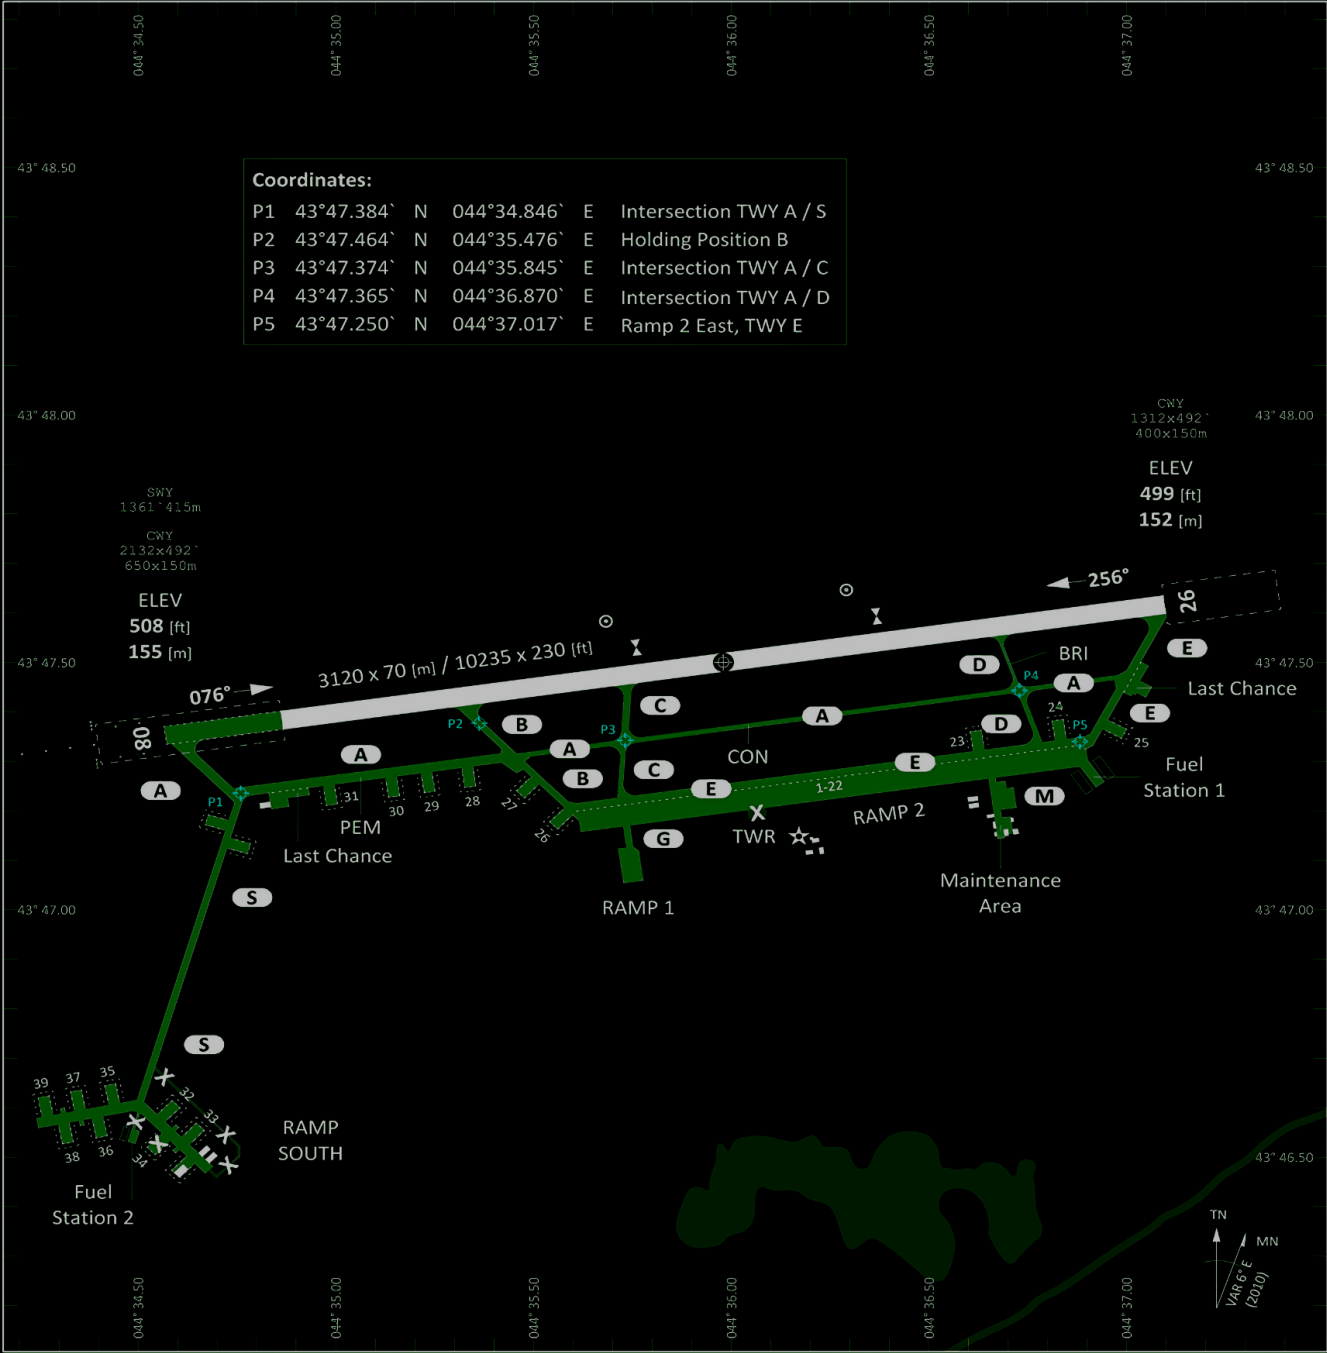 044° 34.50
044° 35.00
044° 35.50
044° 36.00
044° 36.50
044° 37.00
43° 48.50
43° 48.50
Coordinates:
P1 43°47.384` N 044°34.846` E Intersection TWY A / S
P2 43°47.464` N 044°35.476` E Holding Position B
P3 43°47.374` N 044°35.845` E Intersection TWY A / C
P4 43°47.365` N 044°36.870` E Intersection TWY A / D
P5 43°47.250` N 044°37.017` E Ramp 2 East, TWY E
43° 48.00
43° 48.00
CWY
1312x492`
400x150m
ELEV
499 [ft]
152 [m]
SWY
1361`415m
CWY
2132x492`
650x150m
ELEV
508 [ft]
155 [m]
256°
26
076°
3120 x 70 [m] / 10235 x 230 [ft]
43° 47.50
43° 47.50
08
D
BRI
E
P4
A
Last Chance
P2
B
C
A
E
P3
A
D
24
P5
23
25
A
A
CON
B
C
E
E
1-22
Fuel
Station 1
P1
31
30
29
28
27
26
PEM
Last Chance
G
TWR
RAMP 2
M
S
RAMP 1
Maintenance
Area
43° 47.00
43° 47.00
S
39
37
35
32
33
38
36
34
RAMP
SOUTH
Fuel
Station 2
43° 46.50
43° 46.50
TN
MN
VAR 6° E
(2010)
044° 34.50
044° 35.00
044° 35.50
044° 36.00
044° 36.50
044° 37.00